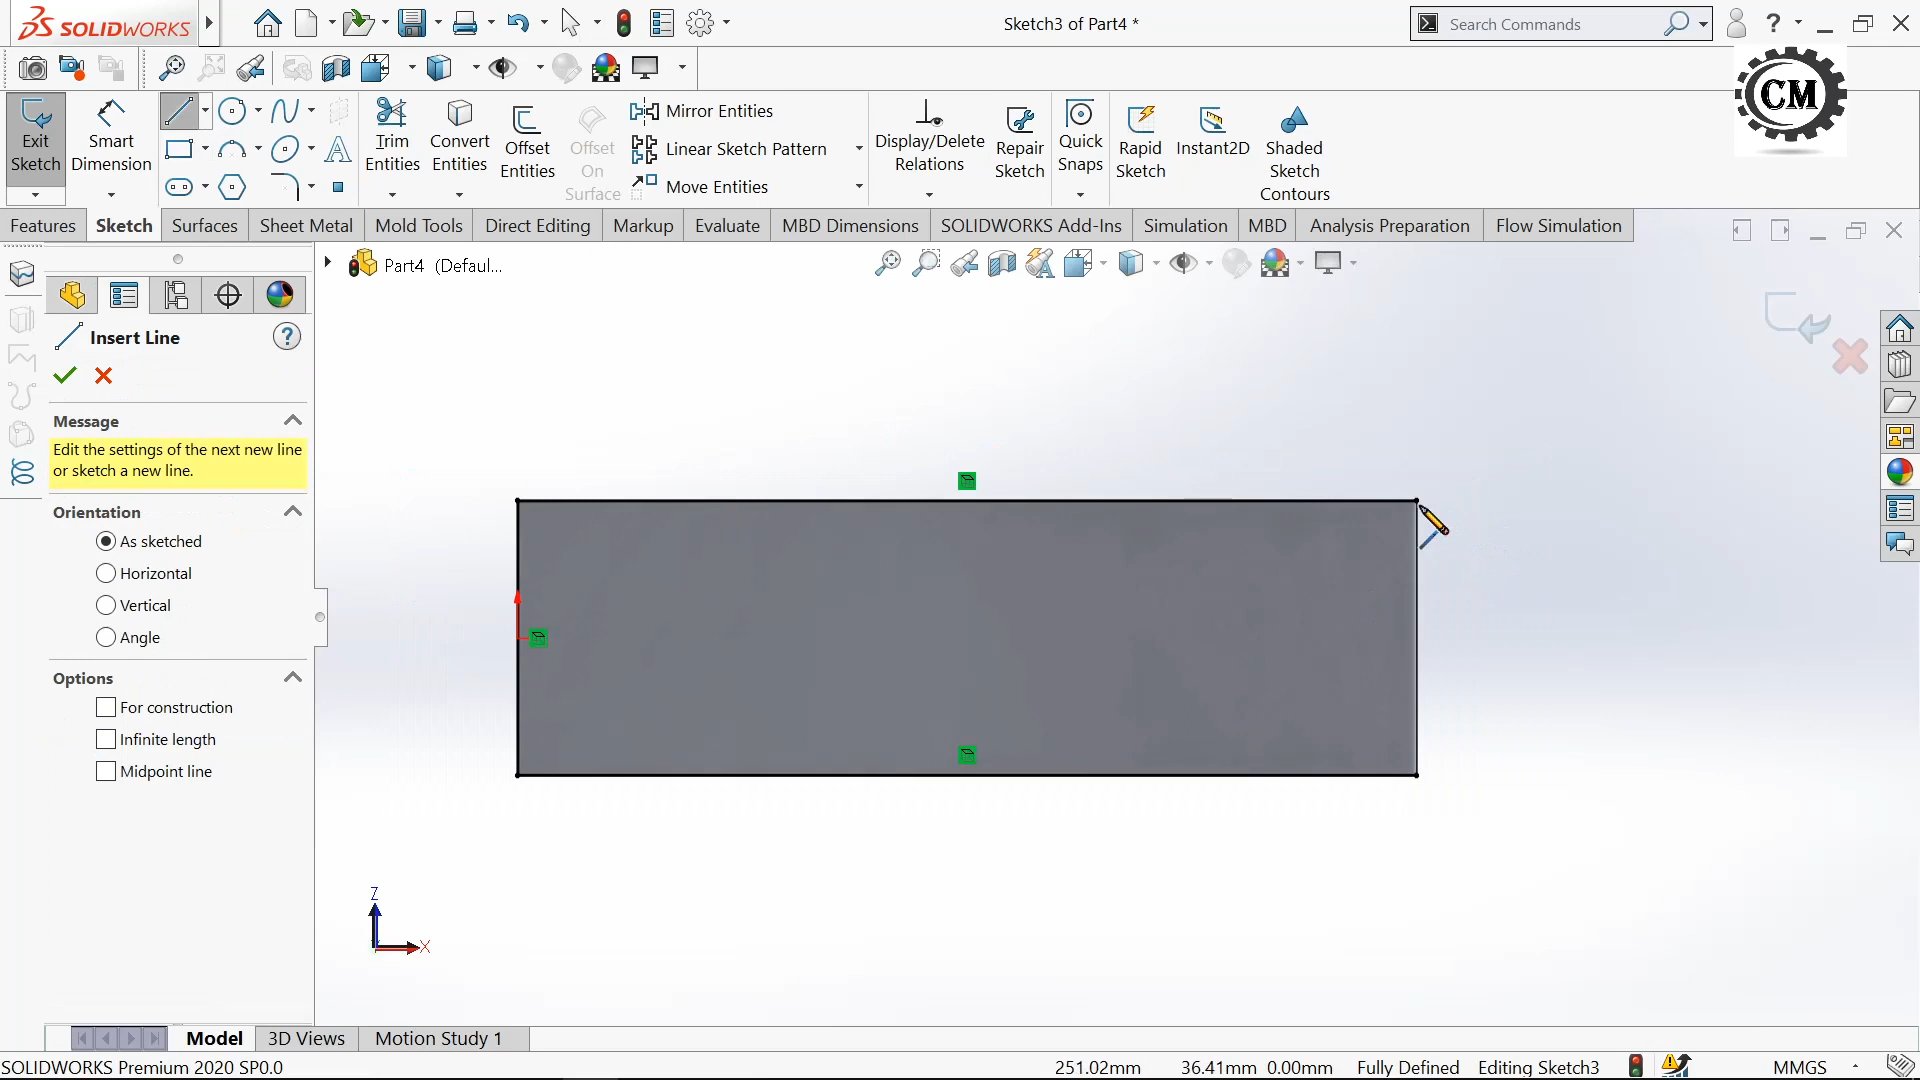 SOLIDWORKS
Sketch3 of Part4 *
Search Commands
?
CM
Exit Sketch
Smart Dimension
Trim Entities
Convert Entities
Offset Entities
Offset On Surface
Mirror Entities
Linear Sketch Pattern
Move Entities
Display/Delete Relations
Repair Sketch
Quick Snaps
Rapid Sketch
Instant2D
Shaded Sketch Contours
Features
Sketch
Surfaces
Sheet Metal
Mold Tools
Direct Editing
Markup
Evaluate
MBD Dimensions
SOLIDWORKS Add-Ins
Simulation
MBD
Analysis Preparation
Flow Simulation
Part4 (Defaul...
Insert Line
?
Message
Edit the settings of the next new line
or sketch a new line.
Orientation
As sketched
Horizontal
Vertical
Angle
Options
For construction
Infinite length
Midpoint line
Z
X
Model
3D Views
Motion Study 1
SOLIDWORKS Premium 2020 SP0.0
251.02mm 36.41mm 0.00mm Fully Defined Editing Sketch3 MMGS